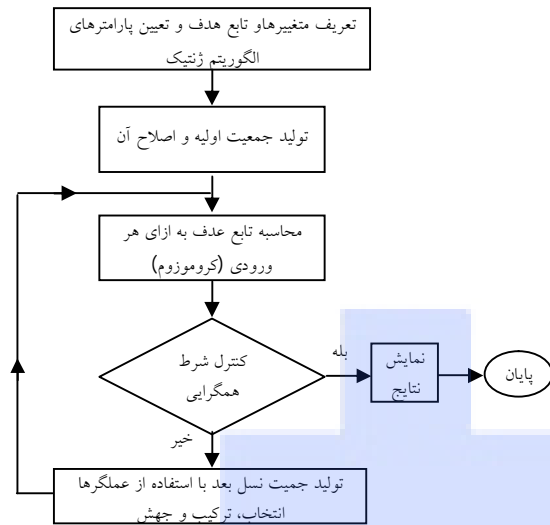 تعریف متغییرهاو تابع هدف و تعیین پارامترهای
الگوریتم ژنتیک
تولید جمعیت اولیه و اصلاح آن
محاسبه تابع عدف به ازای هر
ورودی (کروموزوم)
کنترل شرط
همگرایی
بله
نمایش
نتایج
پایان
خیر
تولید جمیت نسل بعد با استفاده از عملگرها
انتخاب، ترکیب و جهش